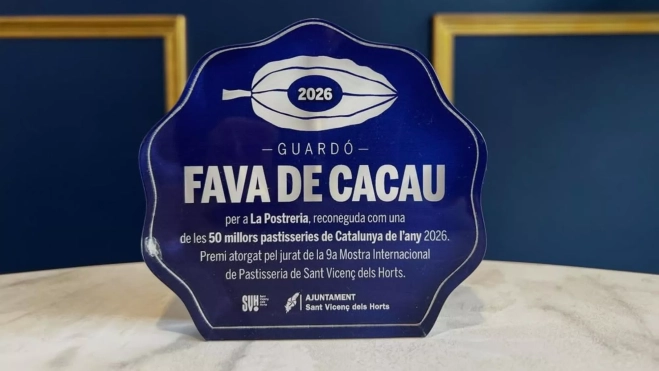 2026
—GUARDÓ—
FAVA DE CACAU
per a La Postreria, reconeguda com una
de les 50 millors pastisseries de Catalunya de l'any 2026.
Premi atorgat pel jurat de la 9a Mostra Internacional
de Pastisseria de Sant Vicenç dels Horts.
SVH!
AJUNTAMENT
Sant Vicenç dels Horts